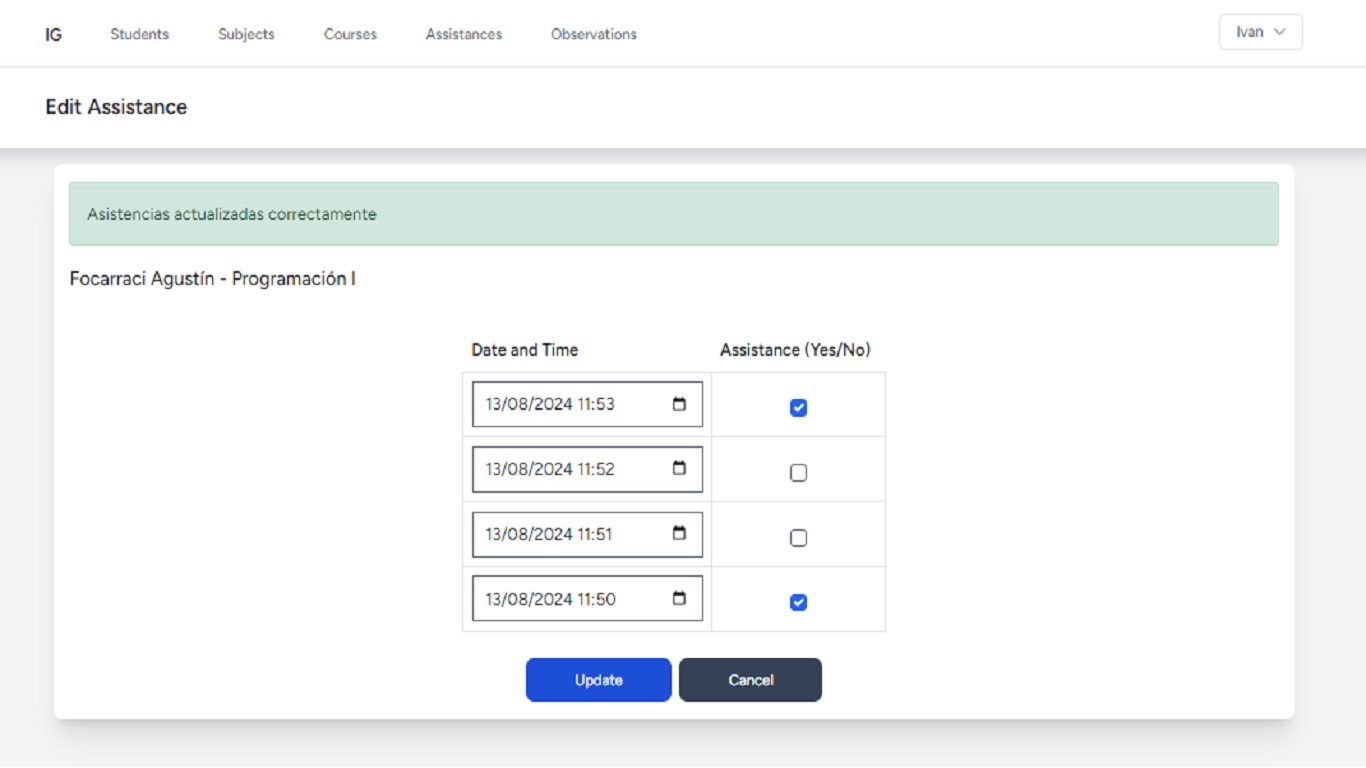 IG Students Subjects Courses Assistances Observations Ivan
Edit Assistance
Asistencias actualizadas correctamente
Focarraci Agustín - Programación I
Date and Time Assistance (Yes/No)
13/08/2024 11:53
13/08/2024 11:52
13/08/2024 11:51
13/08/2024 11:50
Update Cancel